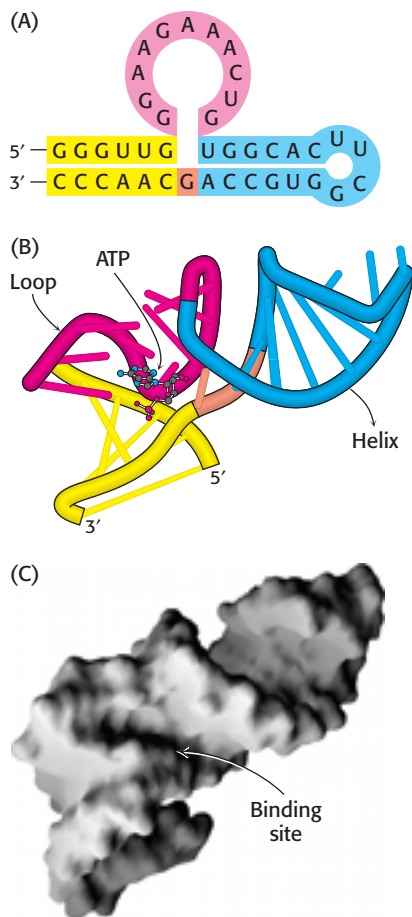 (A)
G G A A G A A A C U G
5′ G G G U U G U G G C A C U U
3′ C C C A A C G A C C G U G G C
(B)
ATP
Loop
Helix
5′
3′
(C)
Binding
site